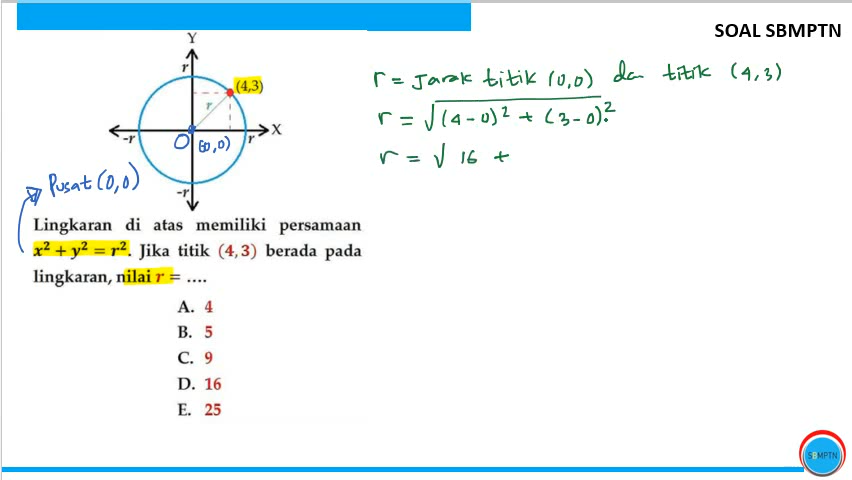 SOAL SBMPTN
Y
r
(4,3)
r
-r
O
(0,0)
r
X
-r
Pusat (0,0)
r = Jarak titik (0,0) dan titik (4,3)
r = √(4-0)² + (3-0)²
r = √ 16 +
Lingkaran di atas memiliki persamaan
x² + y² = r². Jika titik (4,3) berada pada
lingkaran, nilai r = ....
A. 4
B. 5
C. 9
D. 16
E. 25
SBMPTN